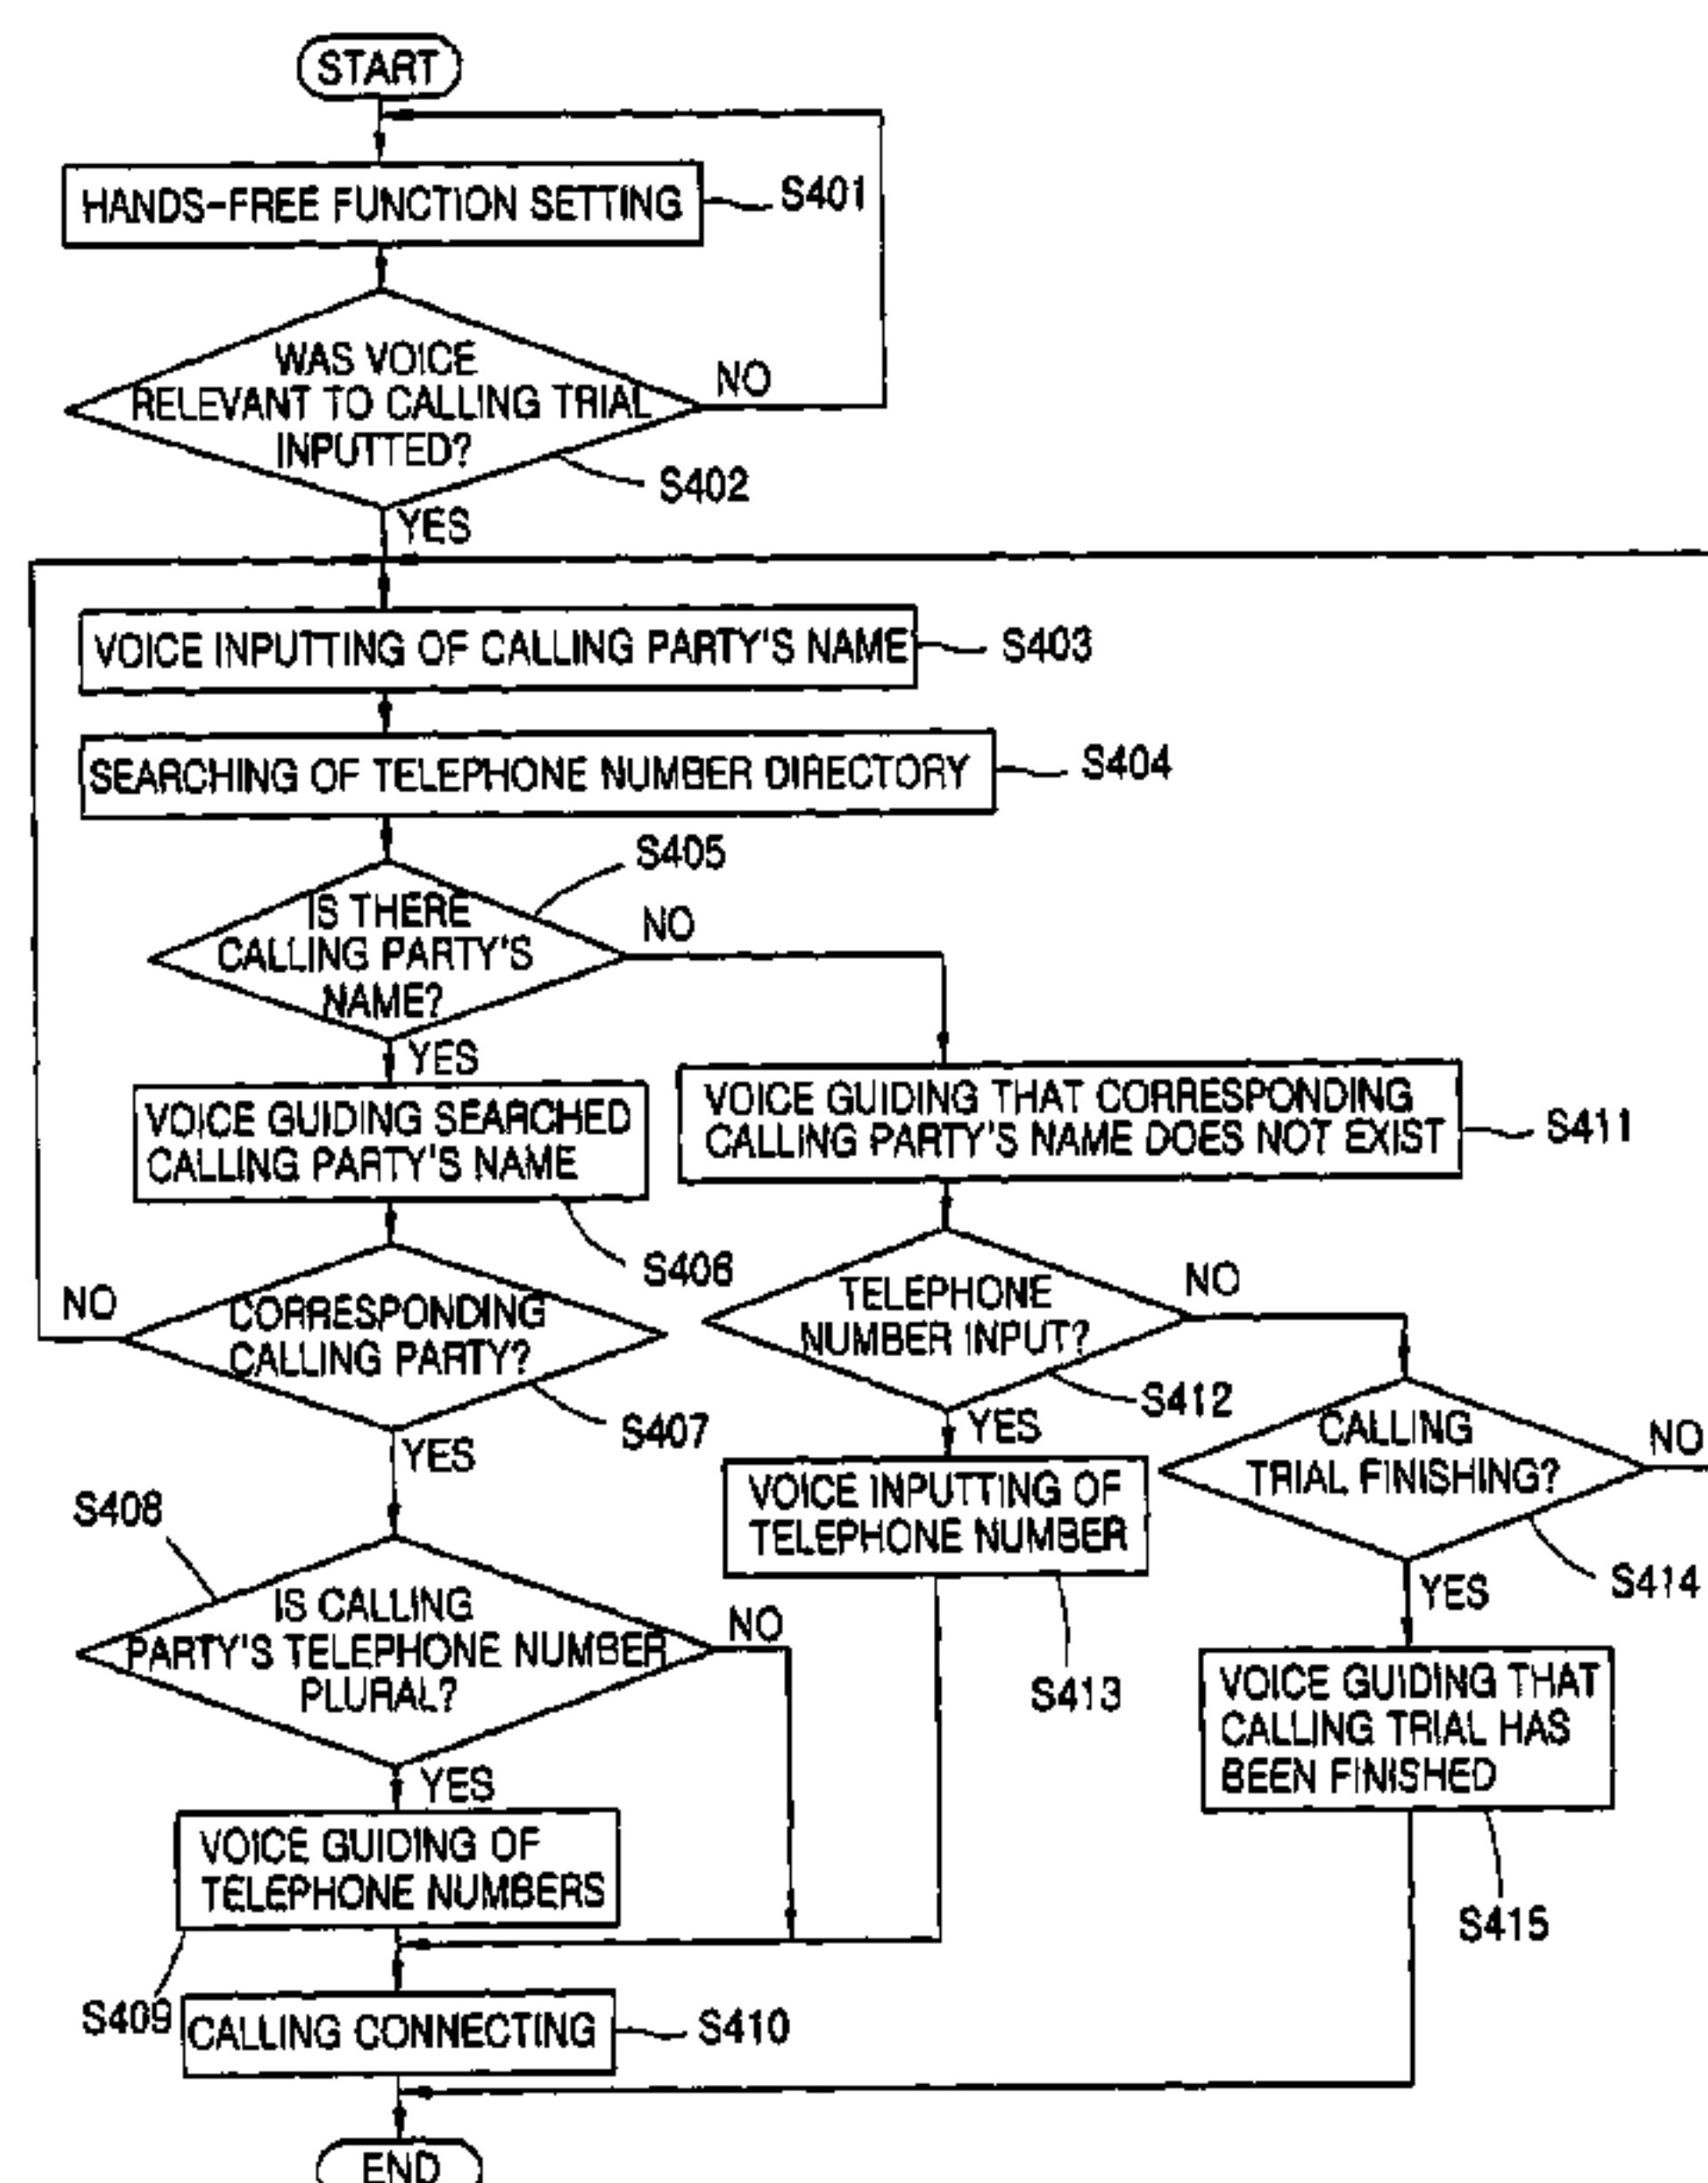 START
HANDS-FREE FUNCTION SETTING
S401
WAS VOICE
RELEVANT TO CALLING TRIAL
INPUTTED?
NO
S402
YES
VOICE INPUTTING OF CALLING PARTY'S NAME
S403
SEARCHING OF TELEPHONE NUMBER DIRECTORY
S404
S405
IS THERE
CALLING PARTY'S
NAME?
NO
YES
VOICE GUIDING SEARCHED
CALLING PARTY'S NAME
S406
VOICE GUIDING THAT CORRESPONDING
CALLING PARTY'S NAME DOES NOT EXIST
S411
NO
CORRESPONDING
CALLING PARTY?
S407
YES
TELEPHONE
NUMBER INPUT?
NO
S412
YES
CALLING
TRIAL FINISHING?
NO
S414
YES
VOICE INPUTTING OF
TELEPHONE NUMBER
S413
S408
IS CALLING
PARTY'S TELEPHONE NUMBER
PLURAL?
NO
YES
VOICE GUIDING THAT
CALLING TRIAL HAS
BEEN FINISHED
S415
VOICE GUIDING OF
TELEPHONE NUMBERS
S409
CALLING CONNECTING
S410
END